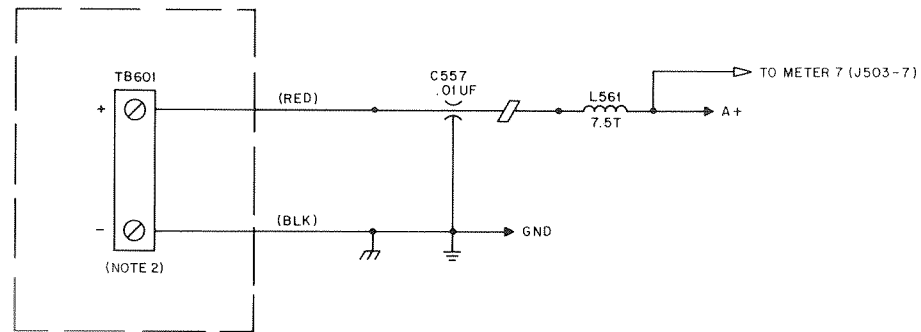 TB601
+
(RED)
C557
.01UF
L561
7.5T
TO METER 7 (J503-7)
A+
-
(BLK)
GND
(NOTE 2)